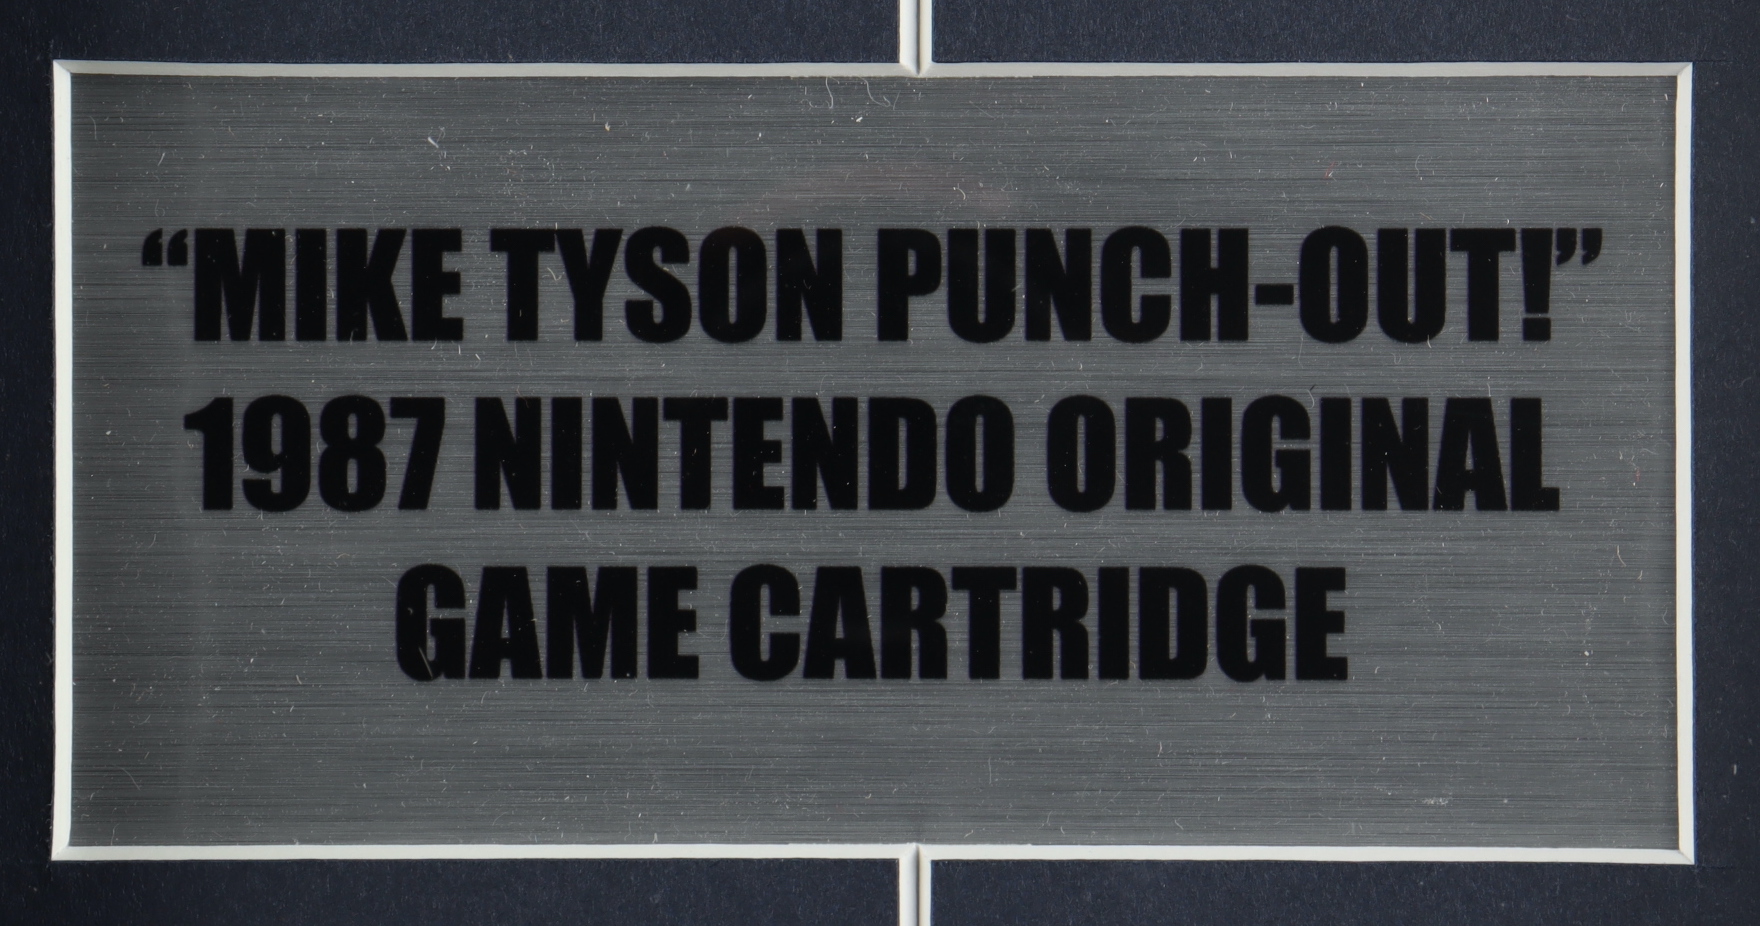 “MIKE TYSON PUNCH-OUT!”
1987 NINTENDO ORIGINAL
GAME CARTRIDGE